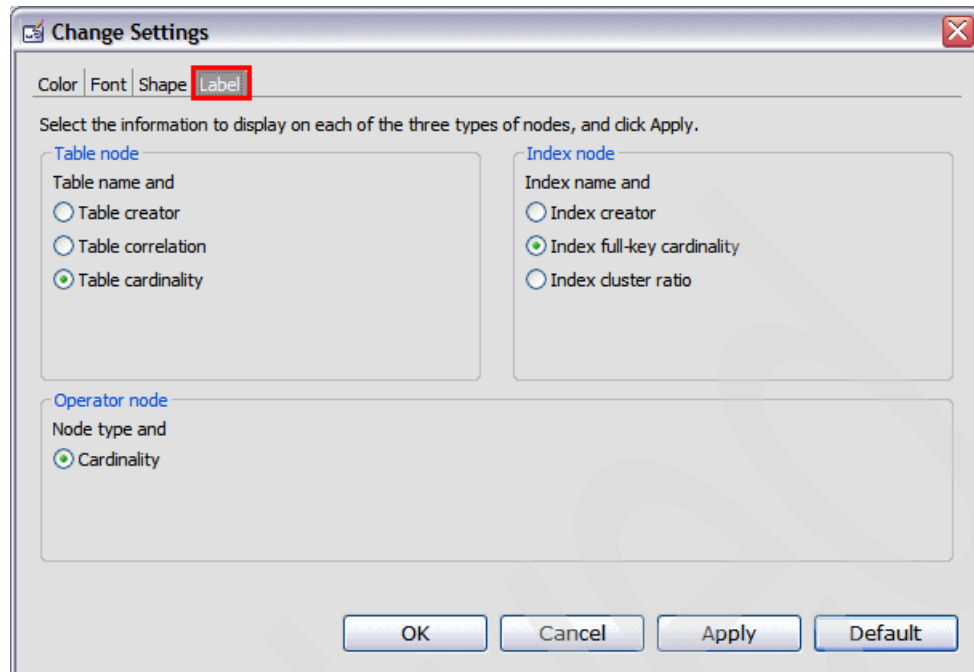 Change Settings
Color Font Shape Label
Select the information to display on each of the three types of nodes, and click Apply.
Table node
Table name and
Table creator
Table correlation
Table cardinality
Index node
Index name and
Index creator
Index full-key cardinality
Index cluster ratio
Operator node
Node type and
Cardinality
OK Cancel Apply Default